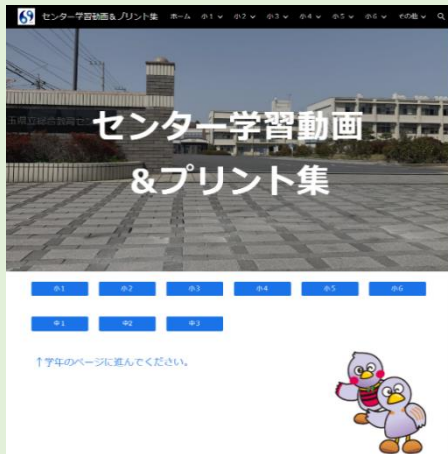 センター学習動画&プリント集 ホーム 小1 小2 小3 小4 小5 小6 その他
センター学習動画
&プリント集
小1 小2 小3 小4 小5 小6
中1 中2 中3
↑学年のページに進んでください。